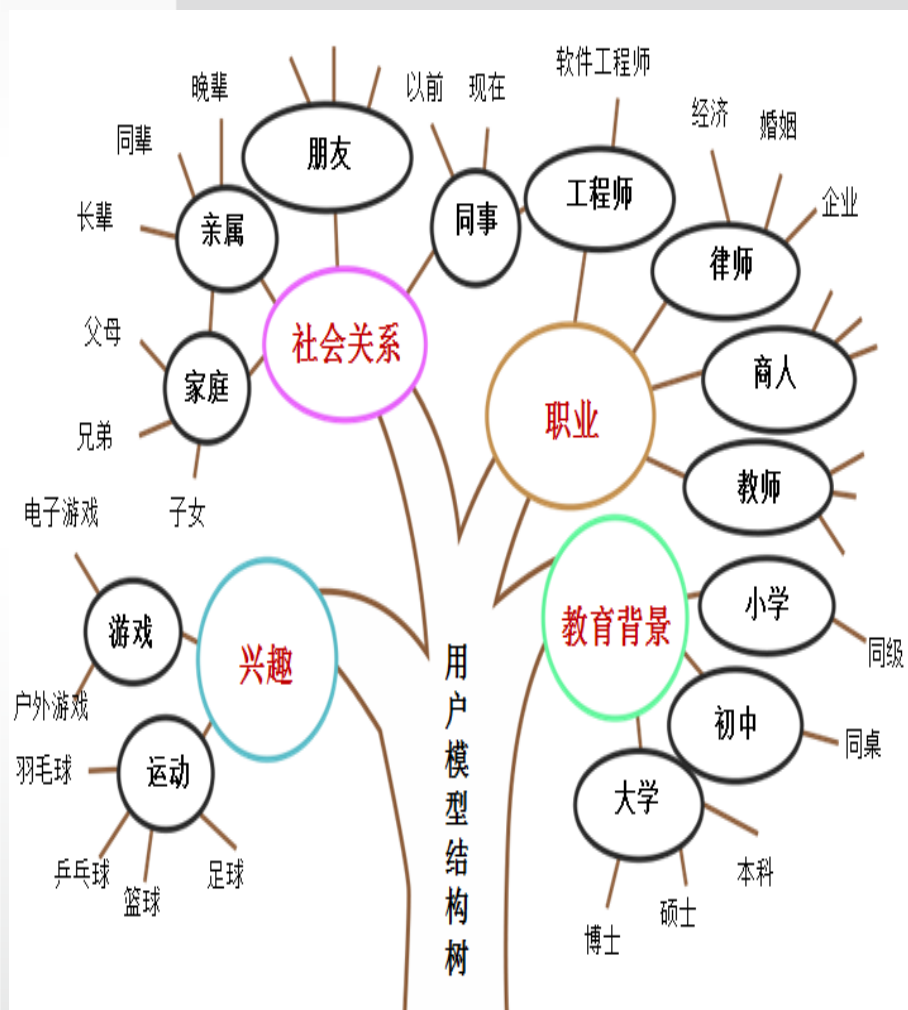 软件工程师
晚辈
以前
现在
经济
婚姻
同辈
朋友
长辈
亲属
同事
工程师
企业
律师
父母
家庭
社会关系
商人
兄弟
职业
教师
电子游戏
子女
游戏
兴趣
教育背景
小学
同级
户外游戏
初中
同桌
羽毛球
运动
大学
乒乓球
篮球
足球
本科
硕士
博士
用户模型结构树